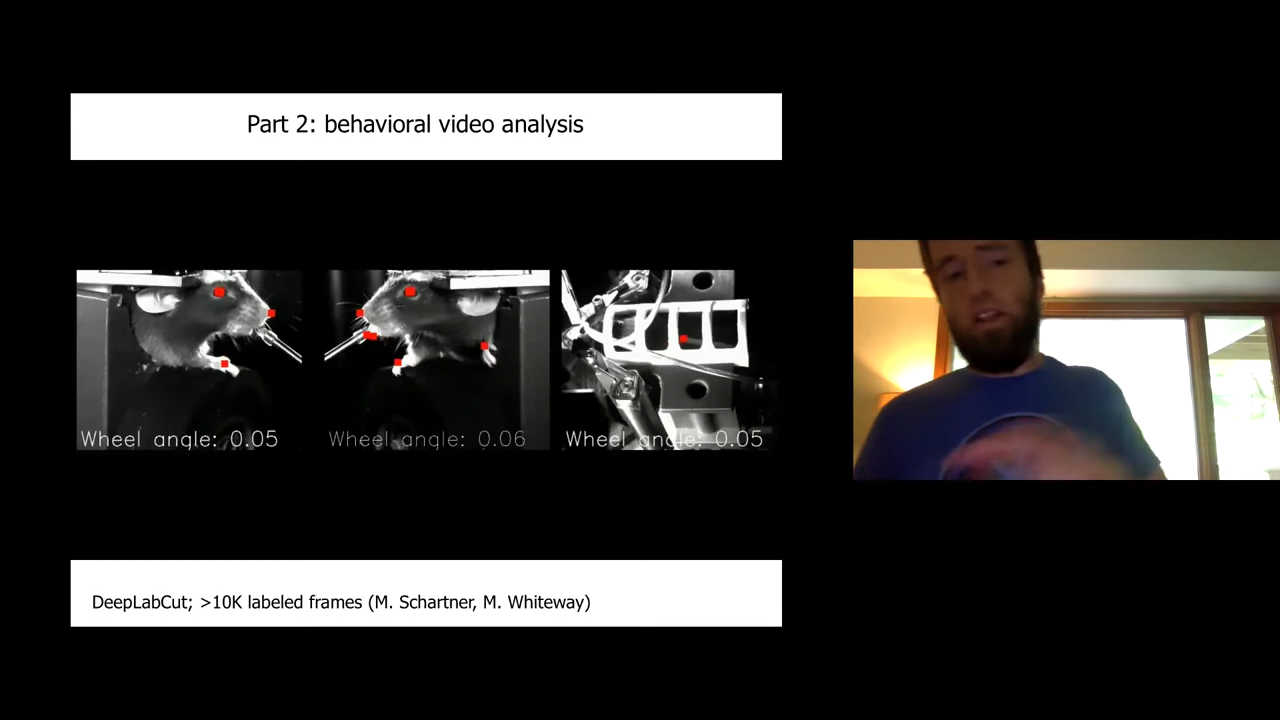 Part 2: behavioral video analysis
Wheel angle: 0.05
Wheel angle: 0.06
Wheel angle: 0.05
DeepLabCut; >10K labeled frames (M. Schartner, M. Whiteway)